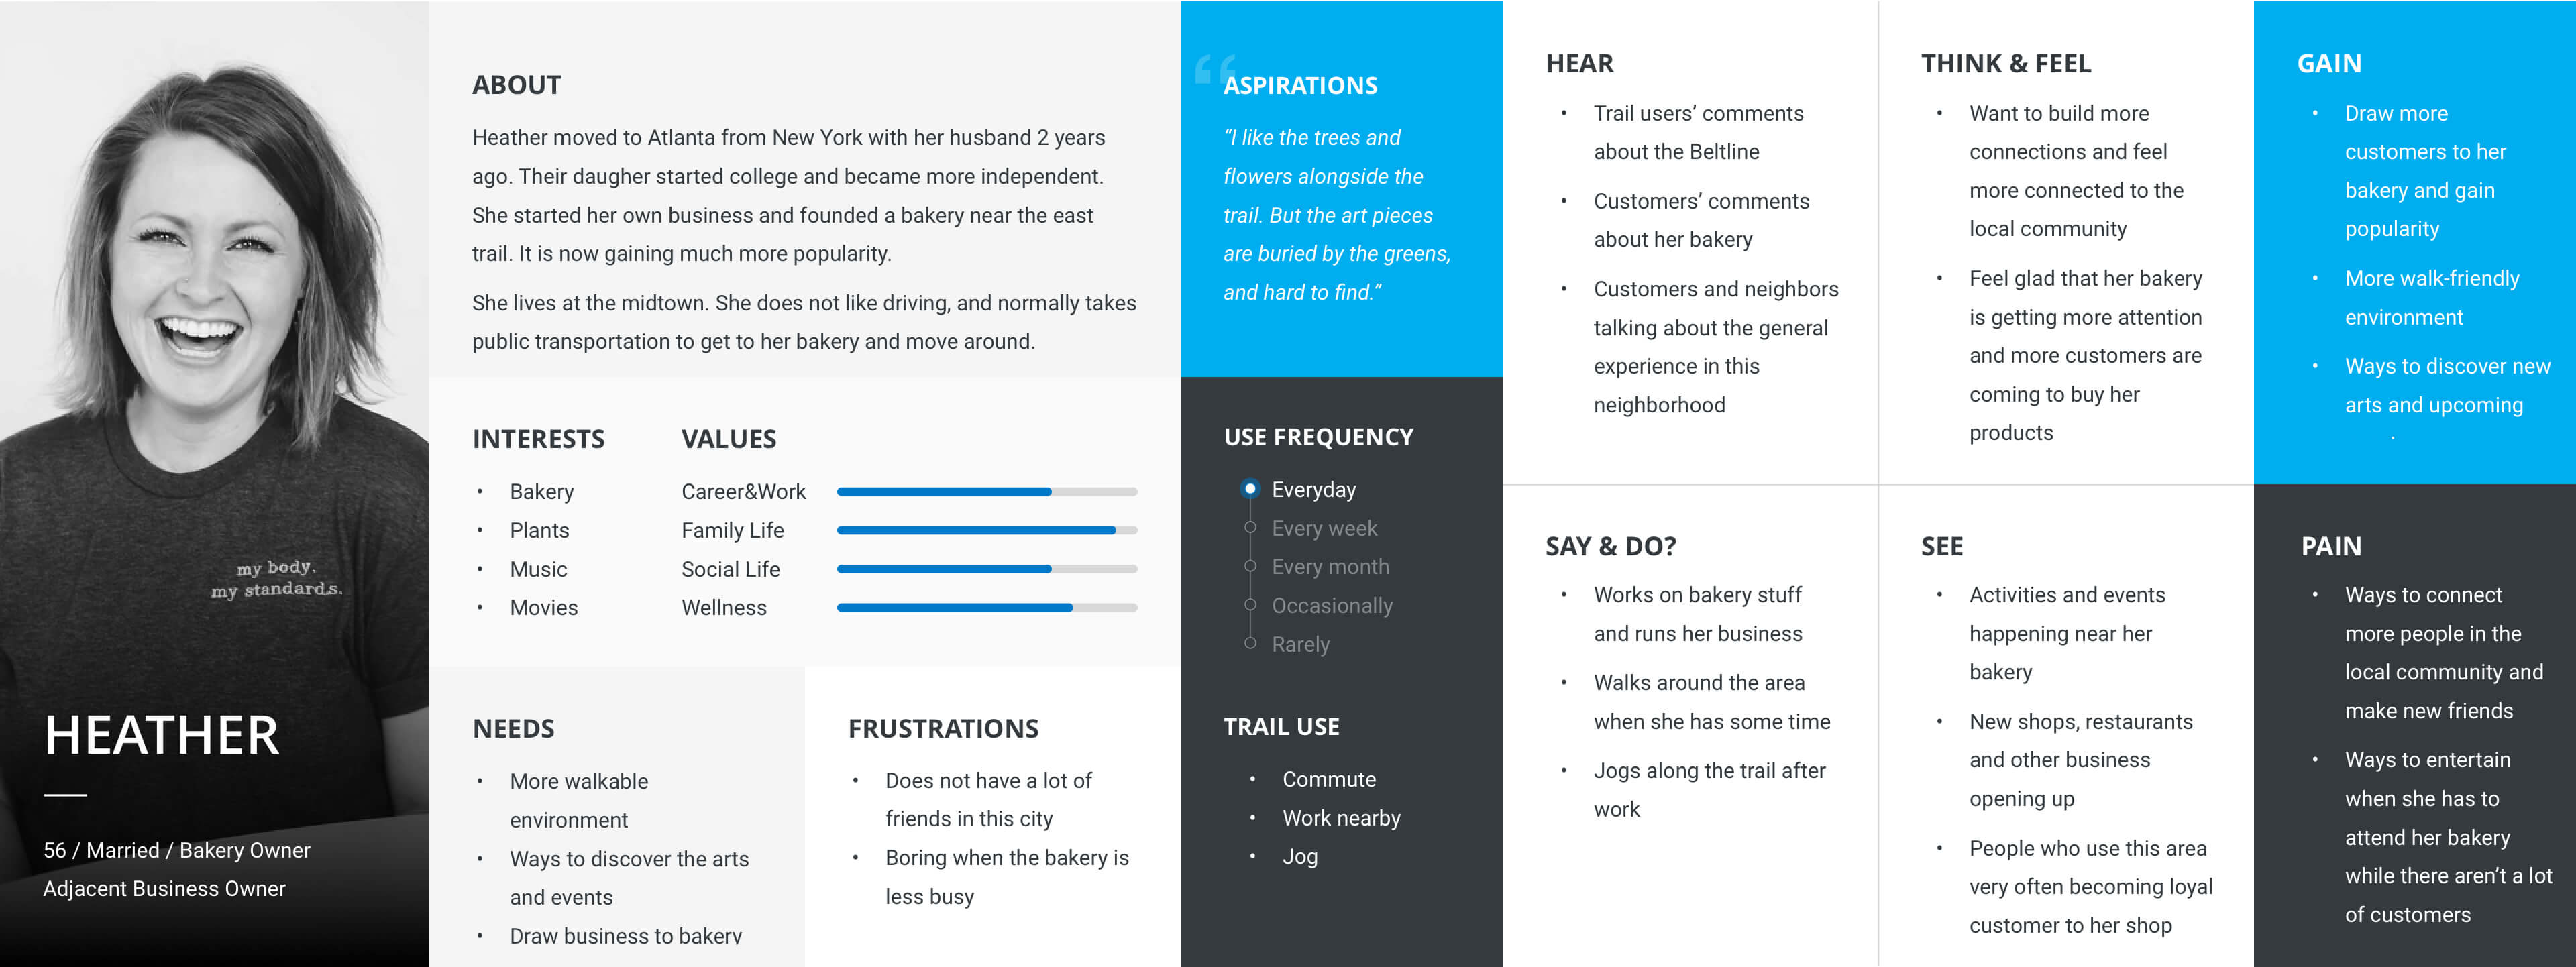 my body.
my standards.
HEATHER
56 / Married / Bakery Owner
Adjacent Business Owner
ABOUT
Heather moved to Atlanta from New York with her husband 2 years
ago. Their daugher started college and became more independent.
She started her own business and founded a bakery near the east
trail. It is now gaining much more popularity.
She lives at the midtown. She does not like driving, and normally takes
public transportation to get to her bakery and move around.
INTERESTS
• Bakery
• Plants
• Music
• Movies
VALUES
Career&Work
Family Life
Social Life
Wellness
NEEDS
• More walkable
environment
• Ways to discover the arts
and events
• Draw business to bakery
FRUSTRATIONS
• Does not have a lot of
friends in this city
• Boring when the bakery is
less busy
“
ASPIRATIONS
“I like the trees and
flowers alongside the
trail. But the art pieces
are buried by the greens,
and hard to find.”
USE FREQUENCY
Everyday
Every week
Every month
Occasionally
Rarely
TRAIL USE
• Commute
• Work nearby
• Jog
HEAR
• Trail users’ comments
about the Beltline
• Customers’ comments
about her bakery
• Customers and neighbors
talking about the general
experience in this
neighborhood
THINK & FEEL
• Want to build more
connections and feel
more connected to the
local community
• Feel glad that her bakery
is getting more attention
and more customers are
coming to buy her
products
GAIN
• Draw more
customers to her
bakery and gain
popularity
• More walk-friendly
environment
• Ways to discover new
arts and upcoming
SAY & DO?
• Works on bakery stuff
and runs her business
• Walks around the area
when she has some time
• Jogs along the trail after
work
SEE
• Activities and events
happening near her
bakery
• New shops, restaurants
and other business
opening up
• People who use this area
very often becoming loyal
customer to her shop
PAIN
• Ways to connect
more people in the
local community and
make new friends
• Ways to entertain
when she has to
attend her bakery
while there aren’t a lot
of customers